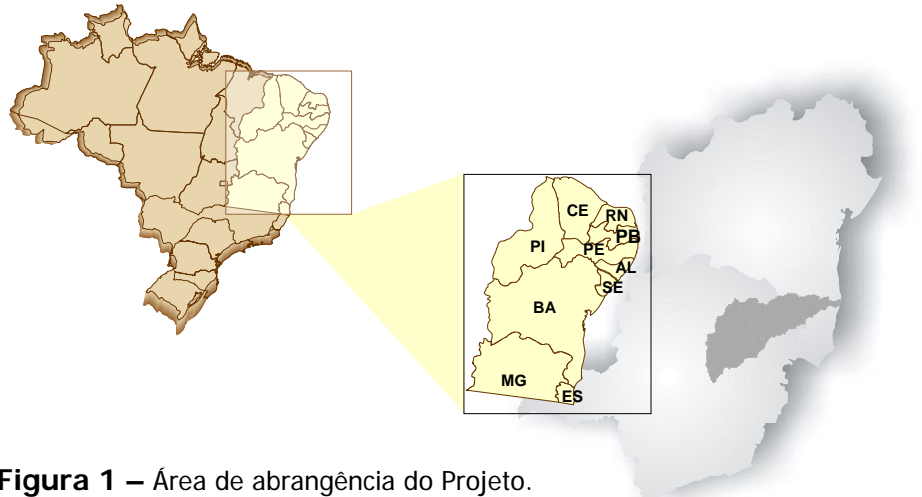 CE
RN
PB
PI
PE
AL
SE
BA
MG
ES
Figura 1 – Área de abrangência do Projeto.